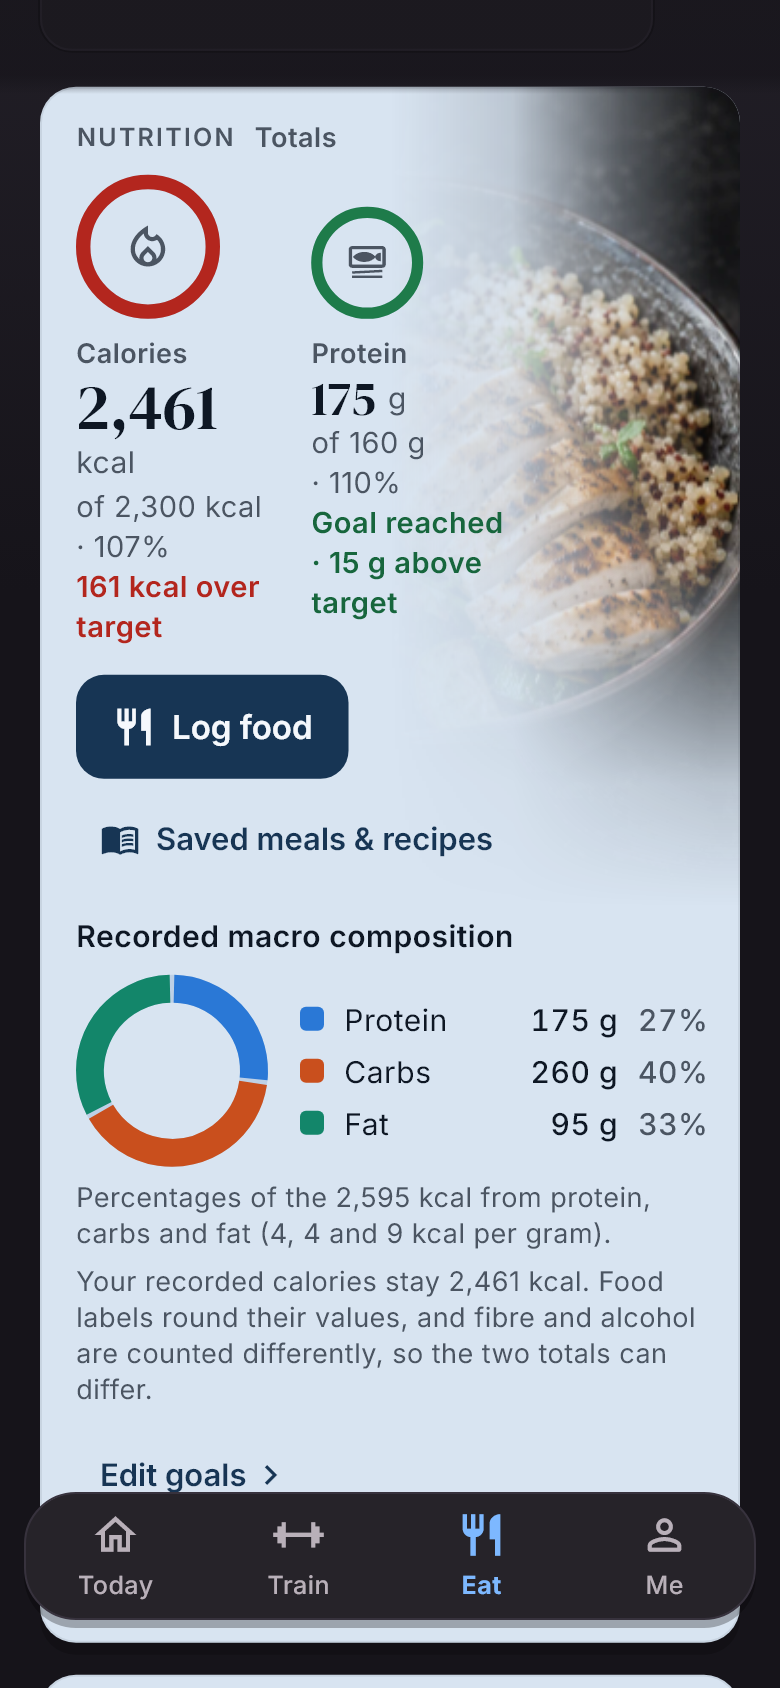 NUTRITION Totals
Calories
2,461
kcal
of 2,300 kcal
· 107%
161 kcal over
target
Protein
175 g
of 160 g
· 110%
Goal reached
· 15 g above
target
Log food
Saved meals & recipes
Recorded macro composition
Protein 175 g 27%
Carbs 260 g 40%
Fat 95 g 33%
Percentages of the 2,595 kcal from protein,
carbs and fat (4, 4 and 9 kcal per gram).
Your recorded calories stay 2,461 kcal. Food
labels round their values, and fibre and alcohol
are counted differently, so the two totals can
differ.
Edit goals
Today
Train
Eat
Me